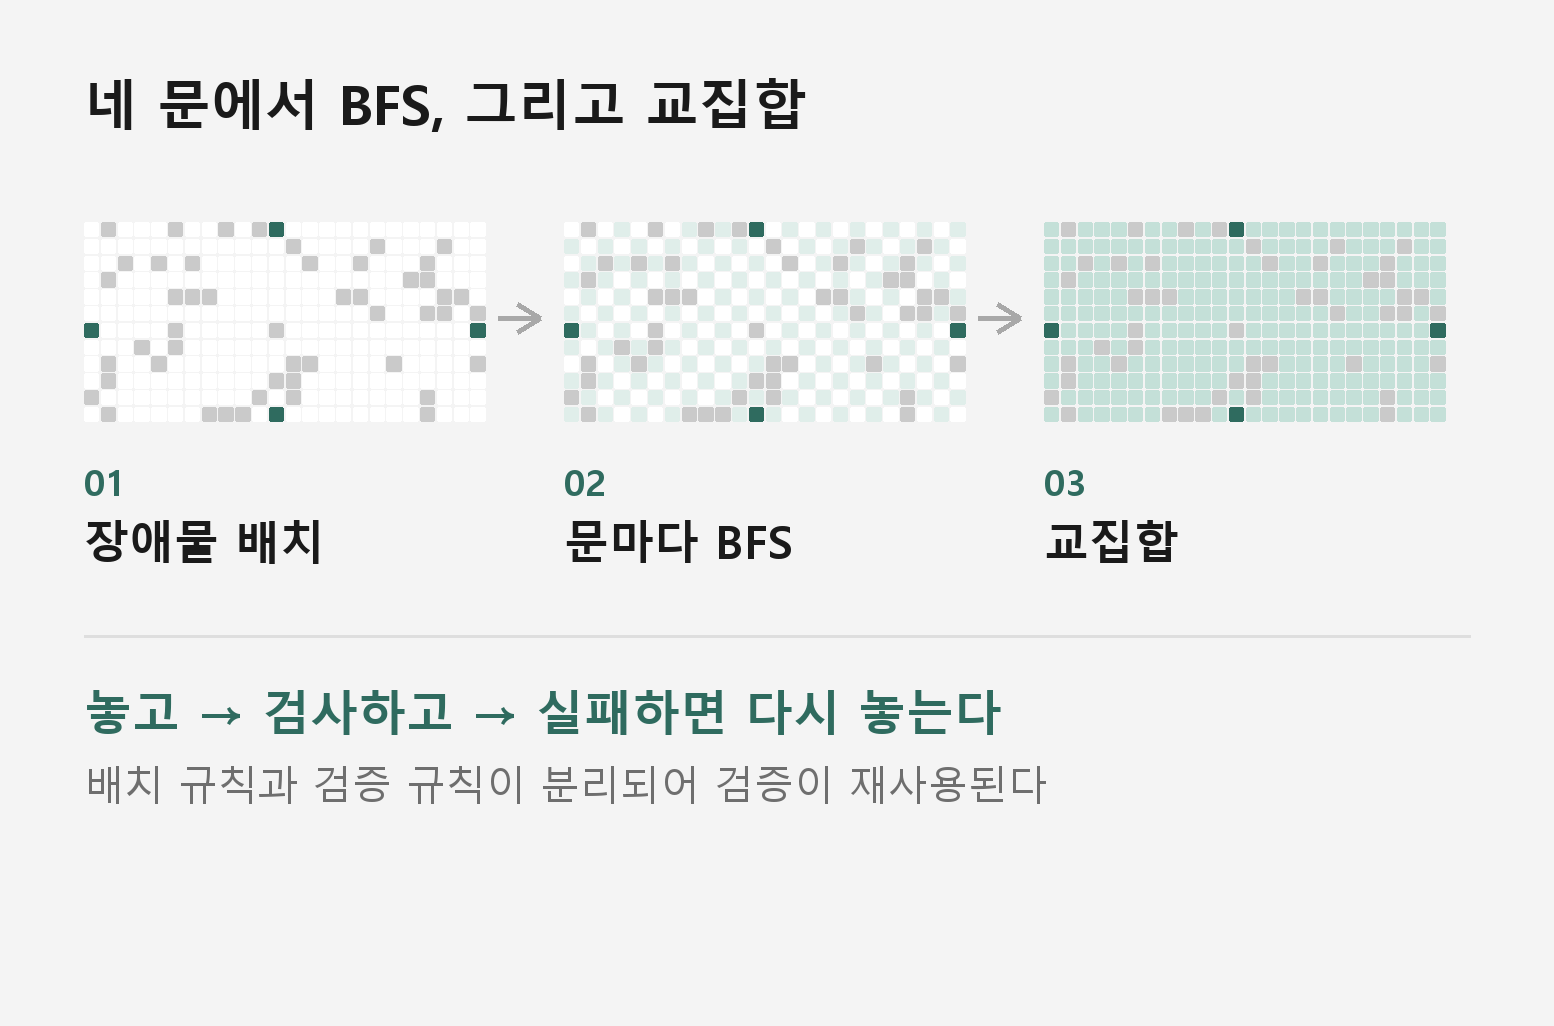 네 문에서 BFS, 그리고 교집합
01
장애물 배치
02
문마다 BFS
03
교집합
놓고 → 검사하고 → 실패하면 다시 놓는다
배치 규칙과 검증 규칙이 분리되어 검증이 재사용된다